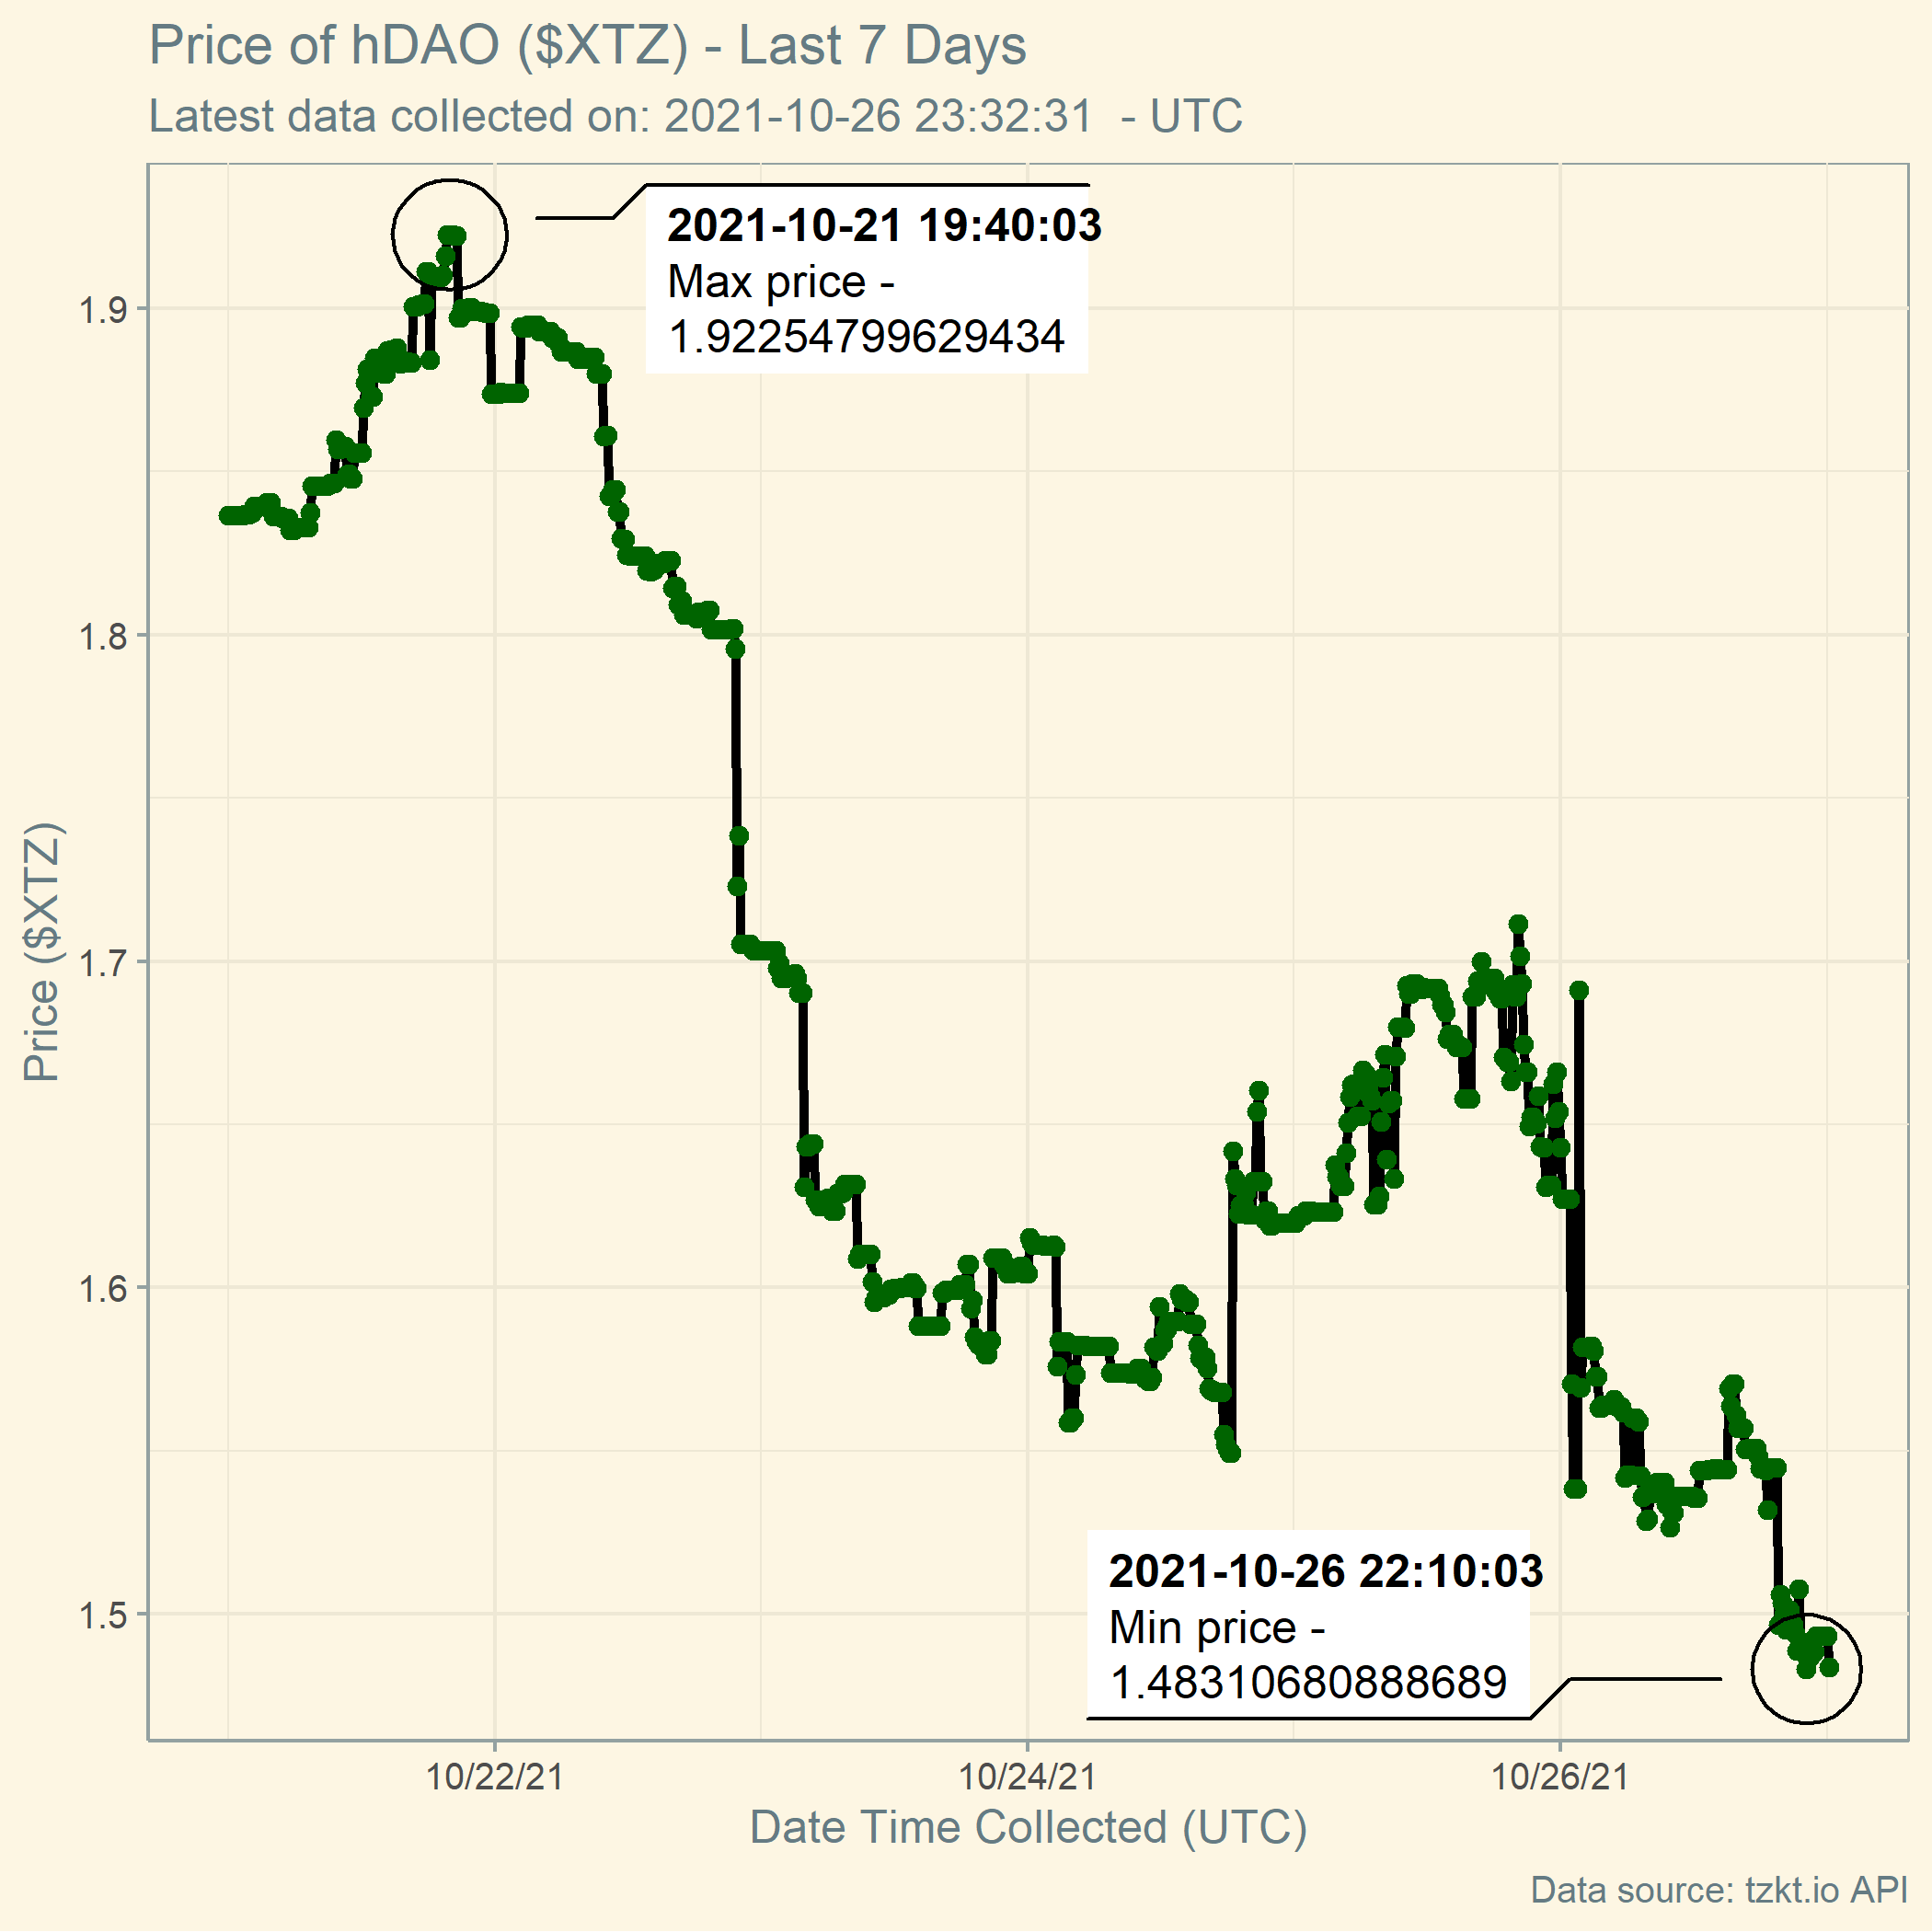 Price of hDAO ($XTZ) - Last 7 Days
Latest data collected on: 2021-10-26 23:32:31  - UTC
2021-10-21 19:40:03
Max price -
1.92254799629434
1.9
1.8
1.7
1.6
1.5
Price ($XTZ)
2021-10-26 22:10:03
Min price -
1.48310680888689
10/22/21
10/24/21
10/26/21
Date Time Collected (UTC)
Data source: tzkt.io API